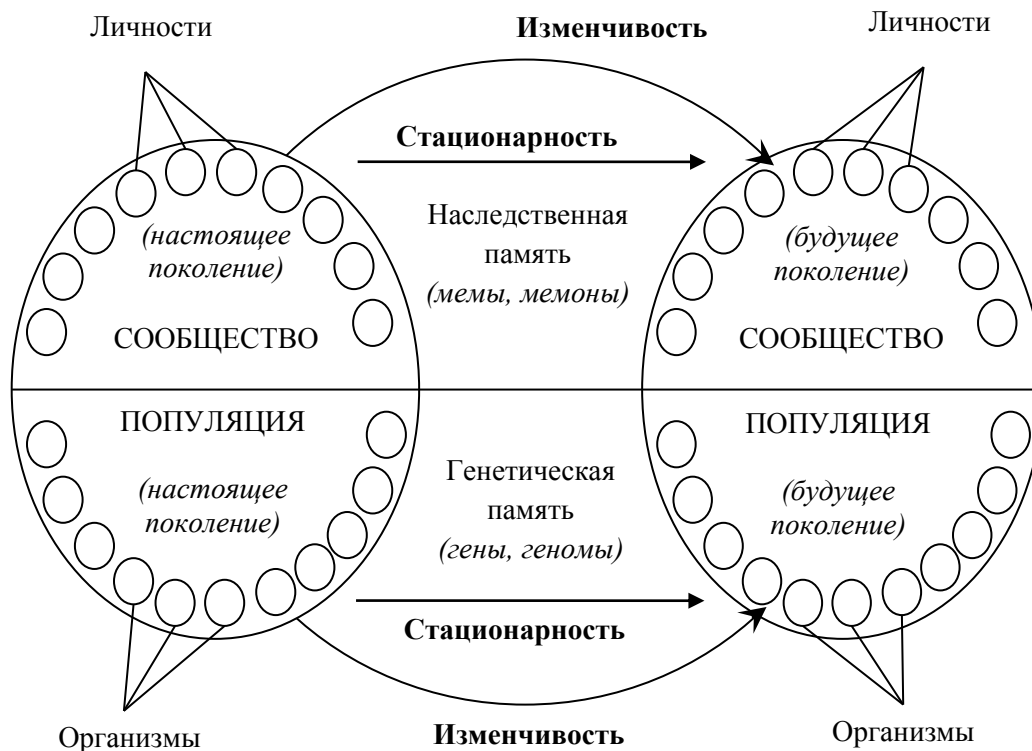 Личности
Изменчивость
Личности
Стационарность
Наследственная
память
(мемы, мемоны)
(настоящее
поколение)
(будущее
поколение)
СООБЩЕСТВО
СООБЩЕСТВО
ПОПУЛЯЦИЯ
ПОПУЛЯЦИЯ
(настоящее
поколение)
Генетическая
память
(гены, геномы)
(будущее
поколение)
Стационарность
Организмы
Изменчивость
Организмы